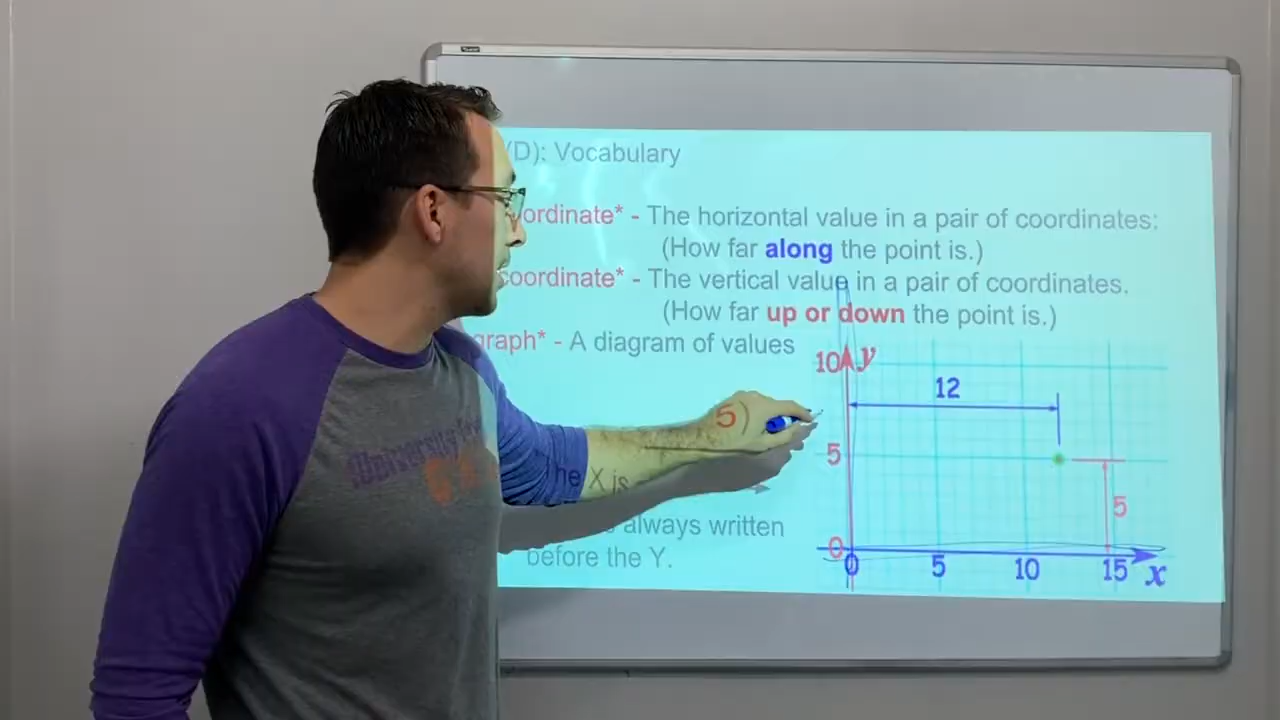 (D): Vocabulary
ordinate* - The horizontal value in a pair of coordinates:
(How far along the point is.)
coordinate* - The vertical value in a pair of coordinates.
(How far up or down the point is.)
graph* - A diagram of values
10 y
12
5)
5
5
The X is
always written
before the Y.
0
0 5 10 15 x
University